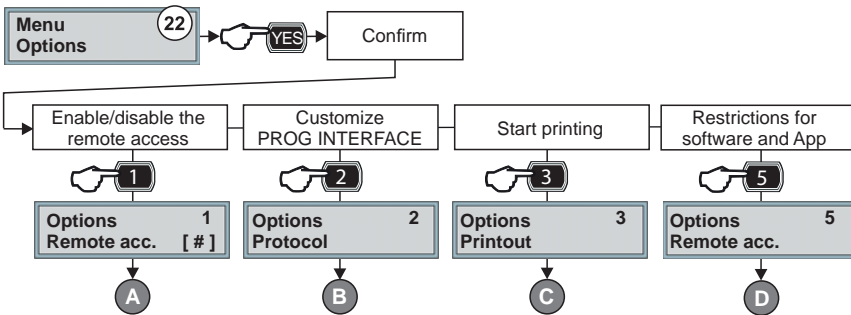 Menu 22
Options
YES
Confirm
Enable/disable the
remote access
Customize
PROG INTERFACE
Start printing
Restrictions for
software and App
1
2
3
5
Options 1
Remote acc. [ # ]
Options 2
Protocol
Options 3
Printout
Options 5
Remote acc.
A
B
C
D